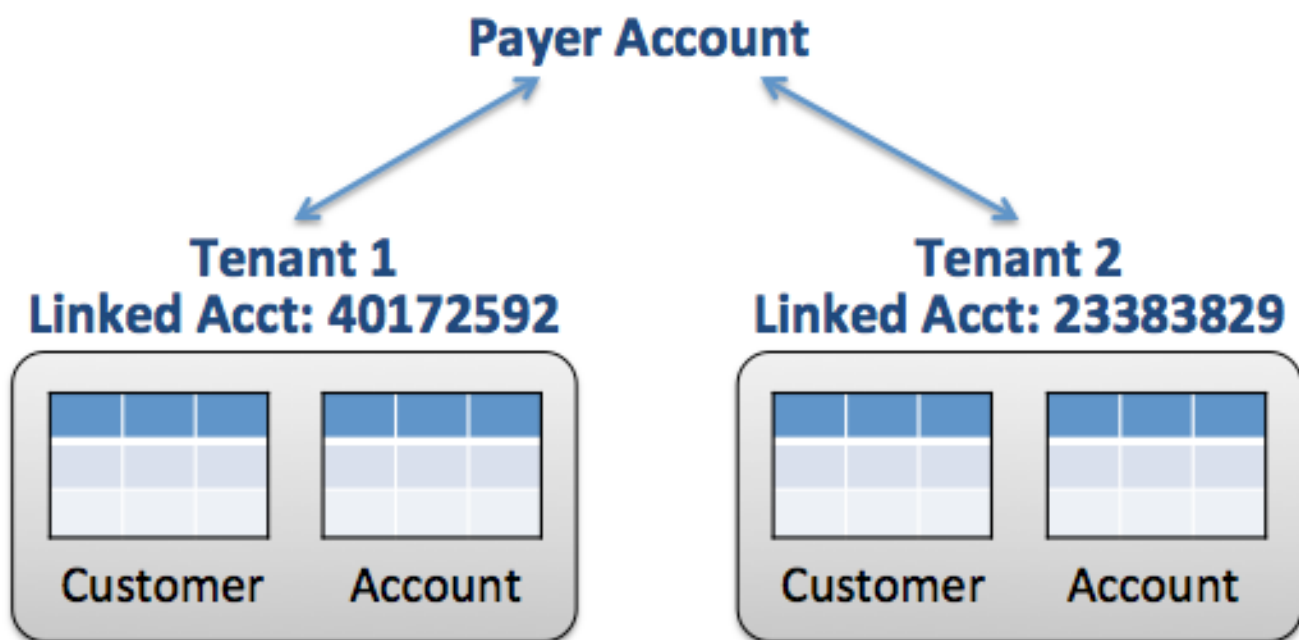 Payer Account
Tenant 1
Linked Acct: 40172592
Tenant 2
Linked Acct: 23383829
Customer
Account
Customer
Account